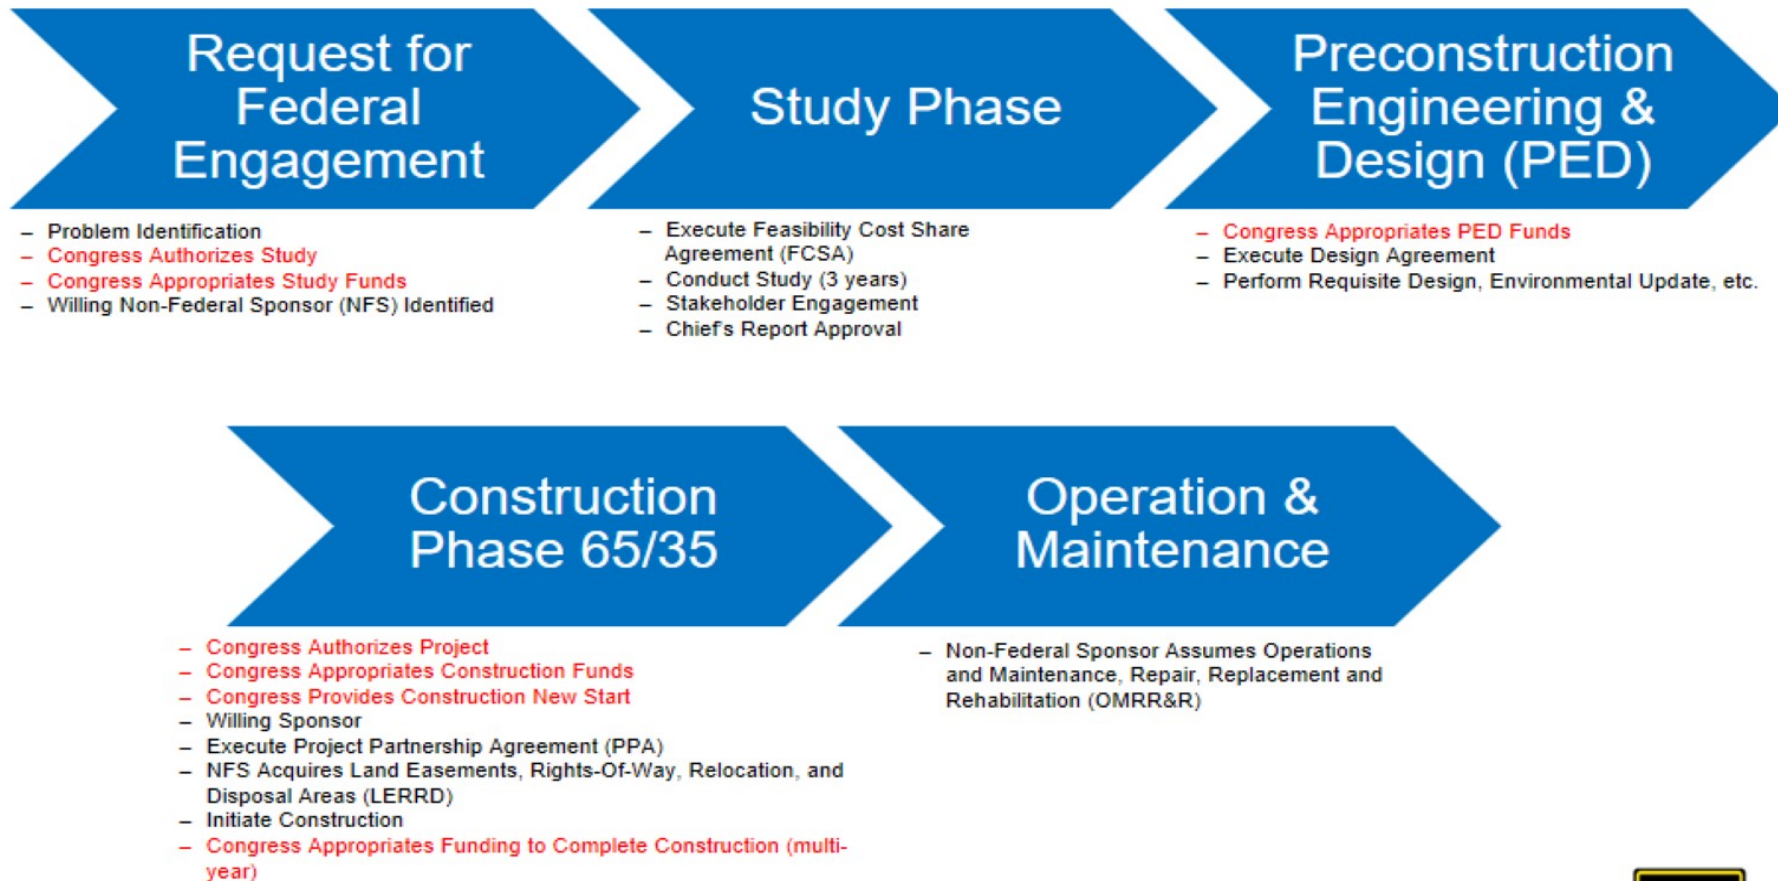 Request for
Federal
Engagement
– Problem Identification
– Congress Authorizes Study
– Congress Appropriates Study Funds
– Willing Non-Federal Sponsor (NFS) Identified
Study Phase
– Execute Feasibility Cost Share
Agreement (FCSA)
– Conduct Study (3 years)
– Stakeholder Engagement
– Chief's Report Approval
Preconstruction
Engineering &
Design (PED)
– Congress Appropriates PED Funds
– Execute Design Agreement
– Perform Requisite Design, Environmental Update, etc.
Construction
Phase 65/35
– Congress Authorizes Project
– Congress Appropriates Construction Funds
– Congress Provides Construction New Start
– Willing Sponsor
– Execute Project Partnership Agreement (PPA)
– NFS Acquires Land Easements, Rights-Of-Way, Relocation, and
Disposal Areas (LERRD)
– Initiate Construction
– Congress Appropriates Funding to Complete Construction (multi-
year)
Operation &
Maintenance
– Non-Federal Sponsor Assumes Operations
and Maintenance, Repair, Replacement and
Rehabilitation (OMRR&R)